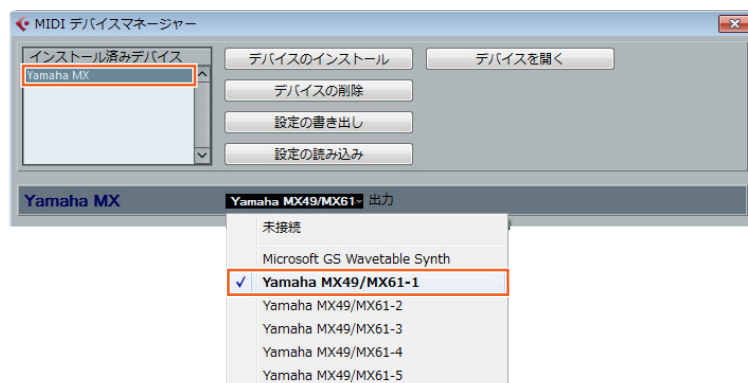 MIDI デバイスマネージャー
インストール済みデバイス
Yamaha MX
デバイスのインストール
デバイスを開く
デバイスの削除
設定の書き出し
設定の読み込み
Yamaha MX
Yamaha MX49/MX61 出力
未接続
Microsoft GS Wavetable Synth
✓ Yamaha MX49/MX61-1
Yamaha MX49/MX61-2
Yamaha MX49/MX61-3
Yamaha MX49/MX61-4
Yamaha MX49/MX61-5